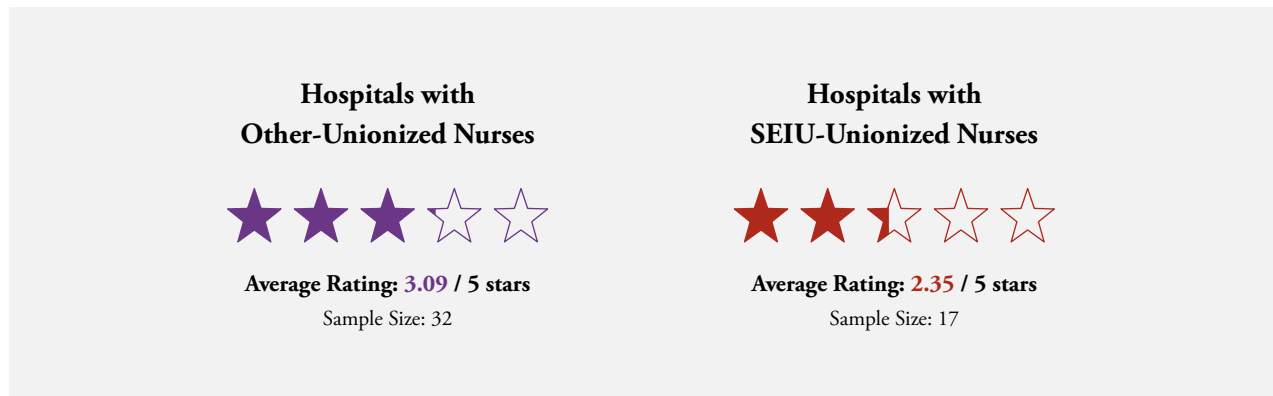 Hospitals with
Other-Unionized Nurses
Average Rating: 3.09 / 5 stars
Sample Size: 32
Hospitals with
SEIU-Unionized Nurses
Average Rating: 2.35 / 5 stars
Sample Size: 17